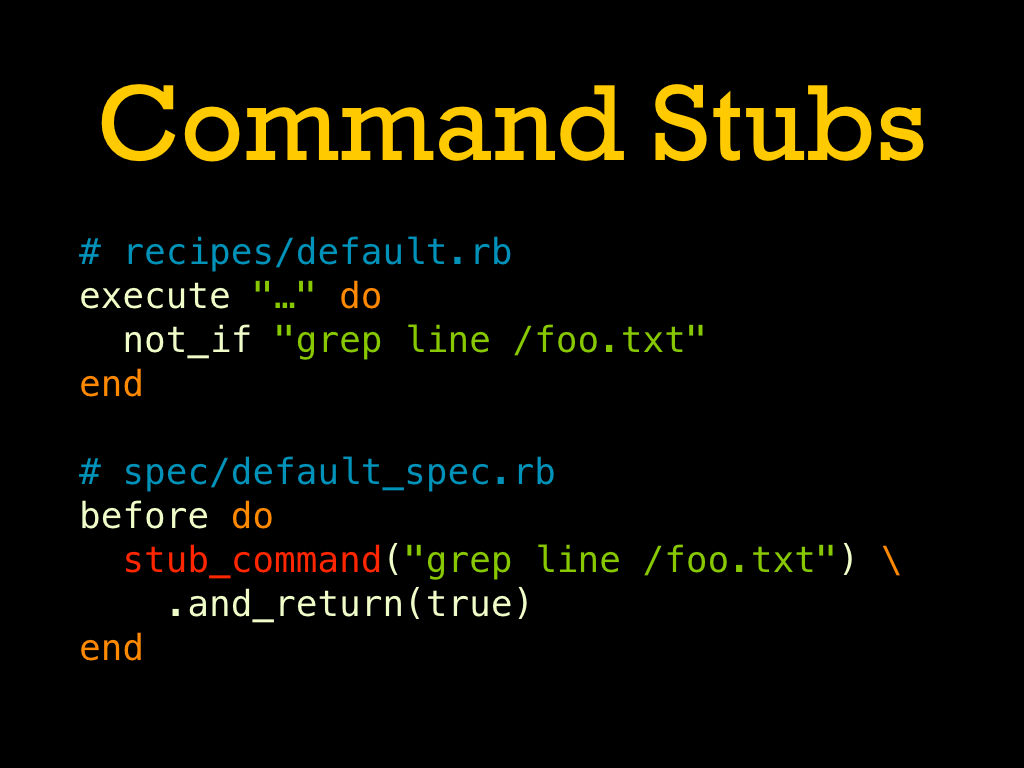 Command Stubs
# recipes/default.rb
execute "…" do
  not_if "grep line /foo.txt"
end
# spec/default_spec.rb
before do
  stub_command("grep line /foo.txt") \
    .and_return(true)
end